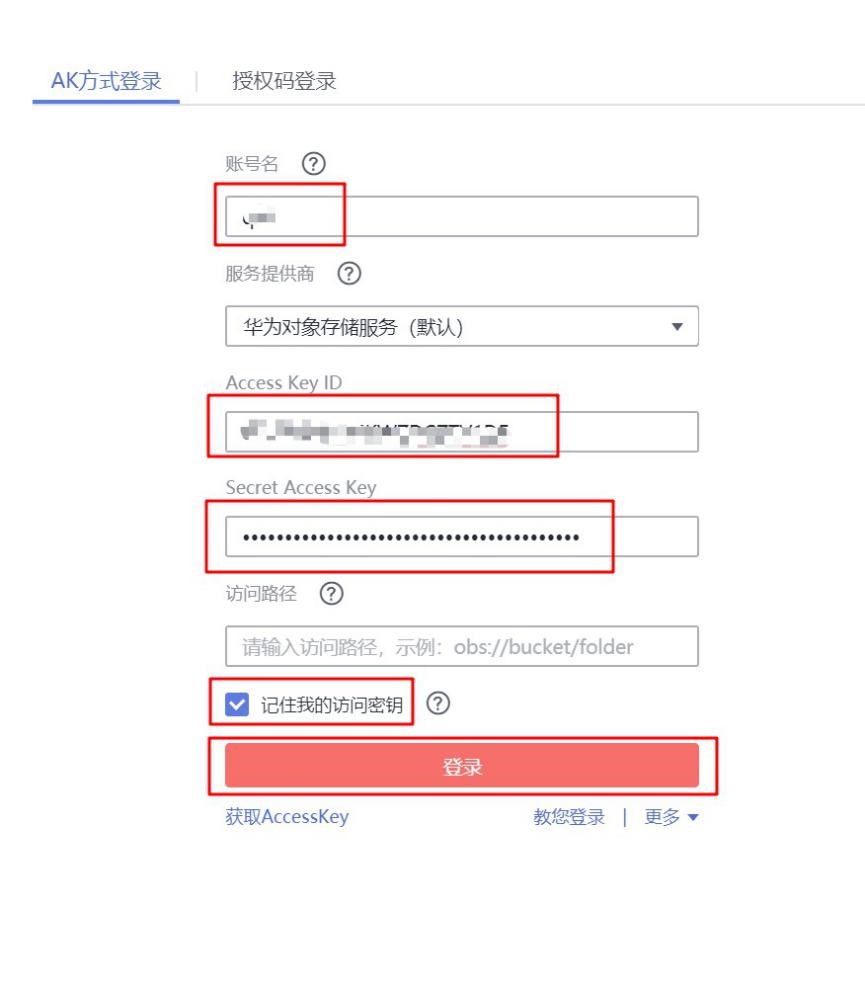 AK方式登录 | 授权码登录
账号名
服务提供商
华为对象存储服务（默认）
Access Key ID
Secret Access Key
••••••••••••••••••••••••••••••••••••••••
访问路径
请输入访问路径，示例：obs://bucket/folder
记住我的访问密钥
登录
获取AccessKey 教您登录 | 更多